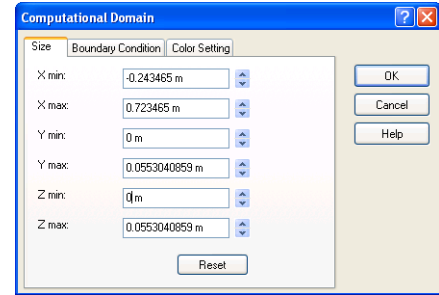 Computational Domain
Size Boundary Condition Color Setting
X min: -0.243465 m OK
X max: 0.723465 m Cancel
Y min: 0 m Help
Y max: 0.0553040859 m
Z min: 0 m
Z max: 0.0553040859 m
Reset